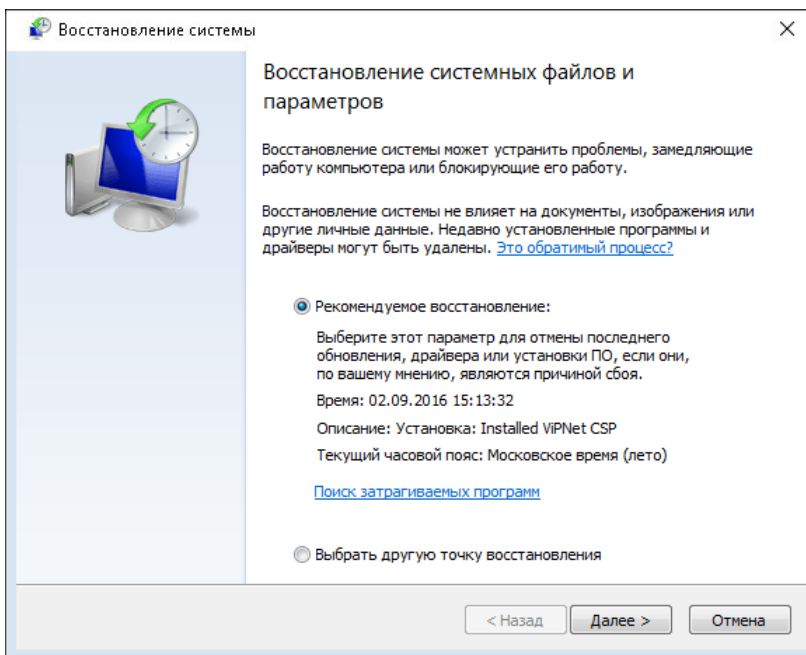 Восстановление системы
Восстановление системных файлов и
параметров
Восстановление системы может устранить проблемы, замедляющие
работу компьютера или блокирующие его работу.
Восстановление системы не влияет на документы, изображения или
другие личные данные. Недавно установленные программы и
драйверы могут быть удалены. Это обратимый процесс?
Рекомендуемое восстановление:
Выберите этот параметр для отмены последнего
обновления, драйвера или установки ПО, если они,
по вашему мнению, являются причиной сбоя.
Время: 02.09.2016 15:13:32
Описание: Установка: Installed ViPNet CSP
Текущий часовой пояс: Московское время (лето)
Поиск затрагиваемых программ
Выбрать другую точку восстановления
< Назад Далее > Отмена